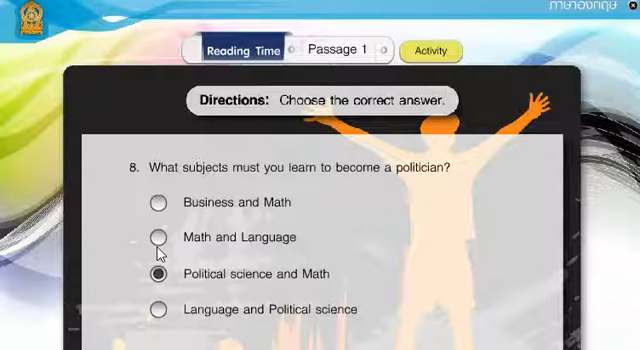 ภาษาอังกฤษ
Reading Time
Passage 1
Activity
Directions: Choose the correct answer.
8. What subjects must you learn to become a politician?
Business and Math
Math and Language
Political science and Math
Language and Political science